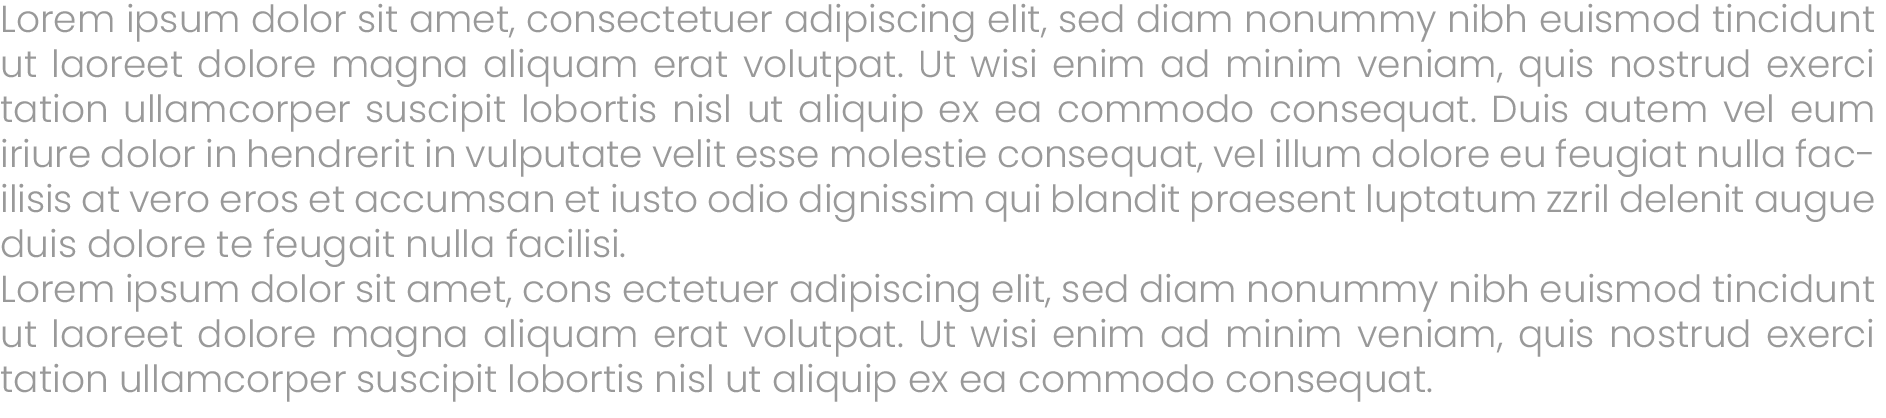 Lorem ipsum dolor sit amet, consectetuer adipiscing elit, sed diam nonummy nibh euismod tincidunt
ut laoreet dolore magna aliquam erat volutpat. Ut wisi enim ad minim veniam, quis nostrud exerci
tation ullamcorper suscipit lobortis nisl ut aliquip ex ea commodo consequat. Duis autem vel eum
iriure dolor in hendrerit in vulputate velit esse molestie consequat, vel illum dolore eu feugiat nulla fac-
ilisis at vero eros et accumsan et iusto odio dignissim qui blandit praesent luptatum zzril delenit augue
duis dolore te feugait nulla facilisi.
Lorem ipsum dolor sit amet, cons ectetuer adipiscing elit, sed diam nonummy nibh euismod tincidunt
ut laoreet dolore magna aliquam erat volutpat. Ut wisi enim ad minim veniam, quis nostrud exerci
tation ullamcorper suscipit lobortis nisl ut aliquip ex ea commodo consequat.